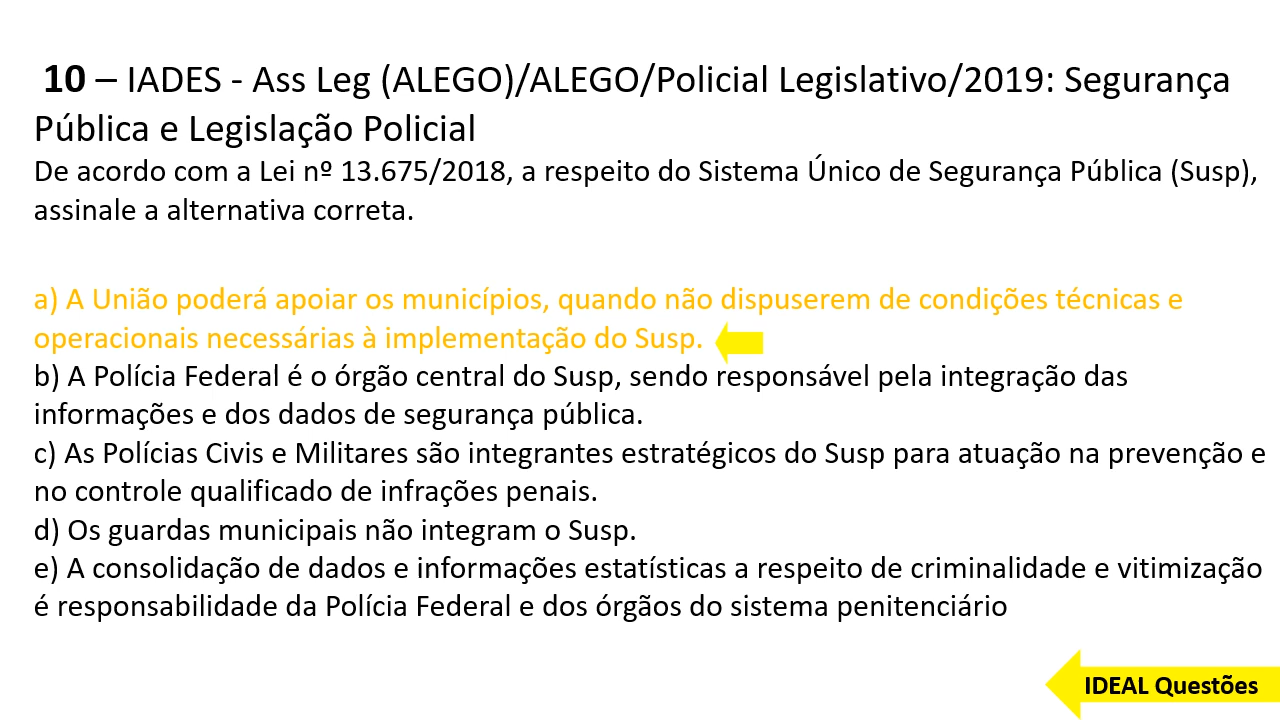 10 – IADES - Ass Leg (ALEGO)/ALEGO/Policial Legislativo/2019: Segurança
Pública e Legislação Policial
De acordo com a Lei nº 13.675/2018, a respeito do Sistema Único de Segurança Pública (Susp),
assinale a alternativa correta.
a) A União poderá apoiar os municípios, quando não dispuserem de condições técnicas e
operacionais necessárias à implementação do Susp.
b) A Polícia Federal é o órgão central do Susp, sendo responsável pela integração das
informações e dos dados de segurança pública.
c) As Polícias Civis e Militares são integrantes estratégicos do Susp para atuação na prevenção e
no controle qualificado de infrações penais.
d) Os guardas municipais não integram o Susp.
e) A consolidação de dados e informações estatísticas a respeito de criminalidade e vitimização
é responsabilidade da Polícia Federal e dos órgãos do sistema penitenciário
IDEAL Questões